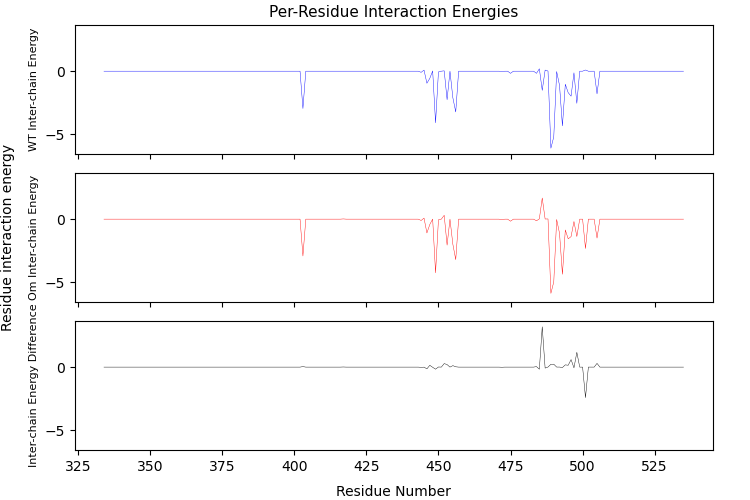 Per-Residue Interaction Energies
Residue interaction energy
WT Inter-chain Energy
0
−5
Om Inter-chain Energy
0
−5
Inter-chain Energy Difference
0
−5
325 350 375 400 425 450 475 500 525
Residue Number